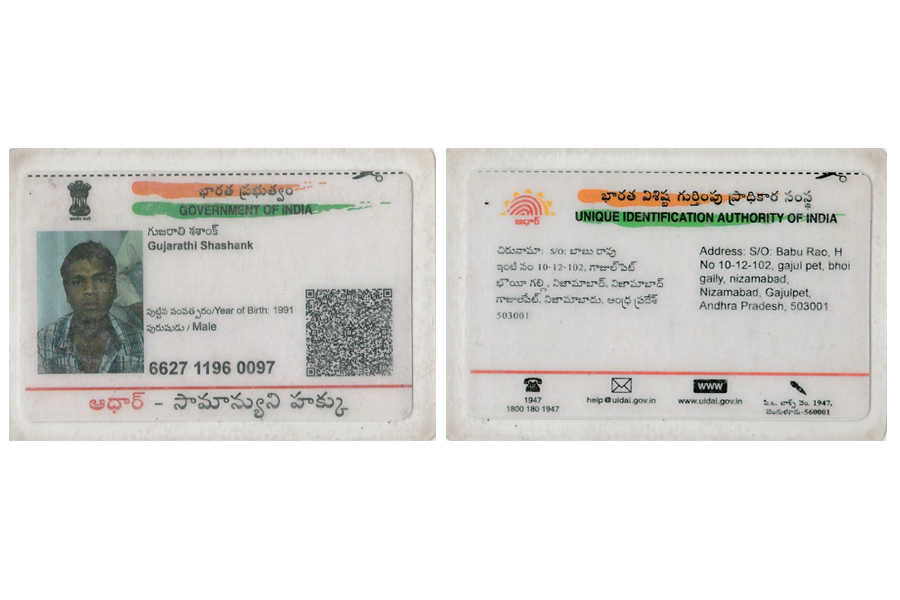 భారత ప్రభుత్వం
GOVERNMENT OF INDIA
గుజరాతి శశాంక్
Gujarathi Shashank
పుట్టిన సంవత్సరం/Year of Birth: 1991
పురుషుడు / Male
6627 1196 0097
ఆధార్ - సామాన్యుని హక్కు
భారత విశిష్ట గుర్తింపు ప్రాధికార సంస్థ
ఆధార్
UNIQUE IDENTIFICATION AUTHORITY OF INDIA
చిరునామా: S/O: బాబు రావు
ఇంటి నం 10-12-102, గాజుల్‌పేట్
భొయీ గల్లి, నిజామాబాద్, నిజామాబాద్
గాజుల్‌పేట్, నిజామాబాదు, ఆంధ్ర ప్రదేశ్
503001
Address: S/O: Babu Rao, H
No 10-12-102, gajul pet, bhoi
gally, nizamabad,
Nizamabad, Gajulpet,
Andhra Pradesh, 503001
1947
1800 180 1947
help@uidai.gov.in
WWW
www.uidai.gov.in
పి.బి. బాక్స్ నెం. 1947,
బెంగుళూరు-560001